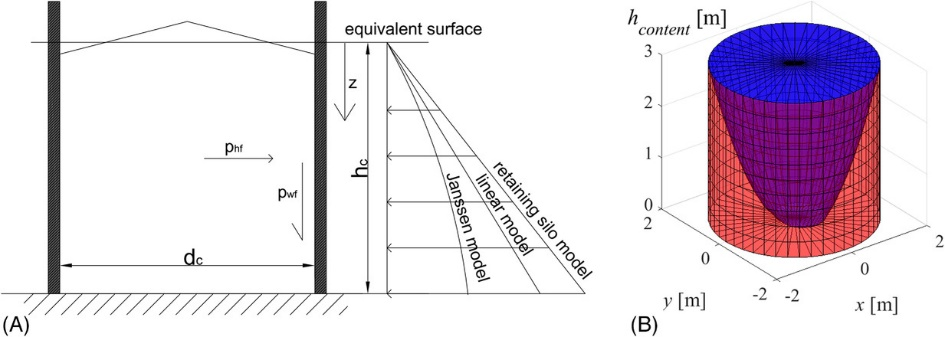 equivalent surface
z
p_hf
p_wf
h_c
d_c
Janssen model
linear model
retaining silo model
(A)
h_content [m]
3
2
1
0
2
0
-2
-2
0
2
y [m]
x [m]
(B)